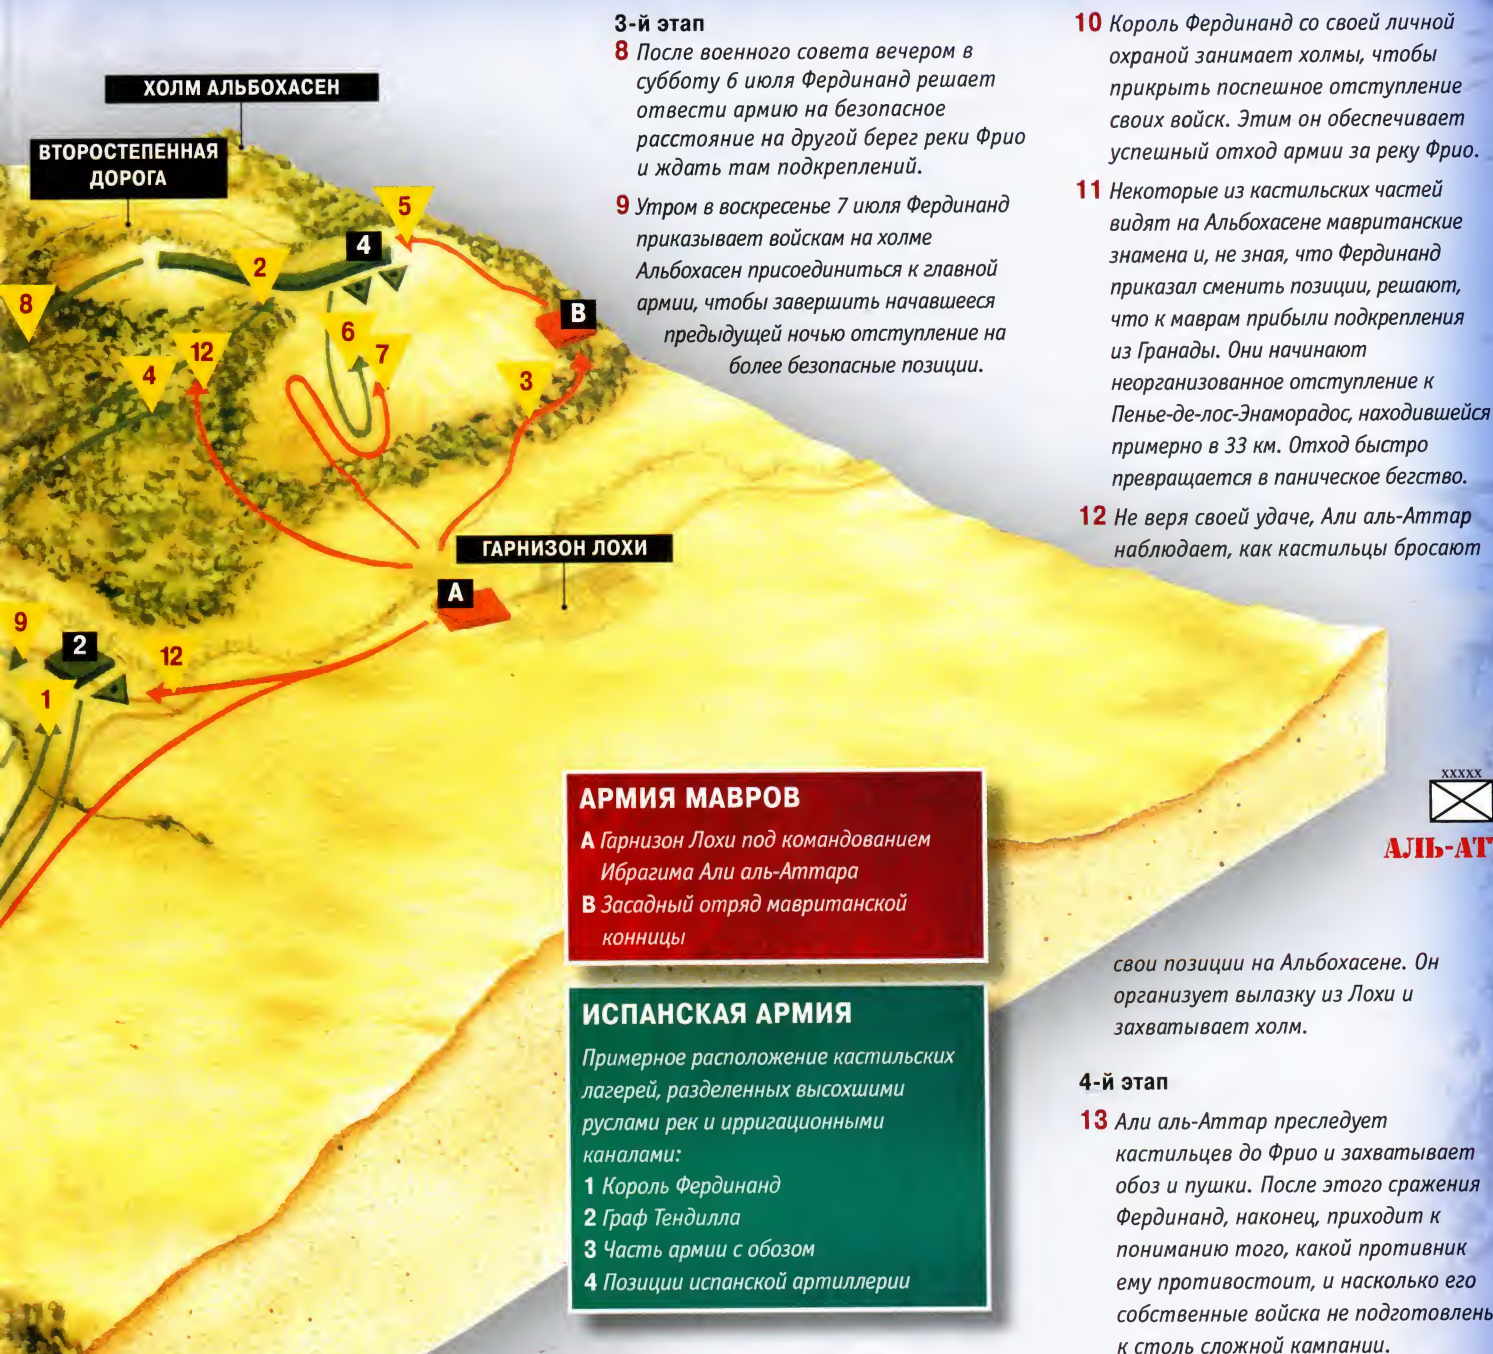 ХОЛМ АЛЬБОХАСЕН
ВТОРОСТЕПЕННАЯ
ДОРОГА
5
4
2
8
B
6
7
12
4
3
ГАРНИЗОН ЛОХИ
A
9
2
12
1
3-й этап
8 После военного совета вечером в
субботу 6 июля Фердинанд решает
отвести армию на безопасное
расстояние на другой берег реки Фрио
и ждать там подкреплений.
9 Утром в воскресенье 7 июля Фердинанд
приказывает войскам на холме
Альбохасен присоединиться к главной
армии, чтобы завершить начавшееся
предыдущей ночью отступление на
более безопасные позиции.
10 Король Фердинанд со своей личной
охраной занимает холмы, чтобы
прикрыть поспешное отступление
своих войск. Этим он обеспечивает
успешный отход армии за реку Фрио.
11 Некоторые из кастильских частей
видят на Альбохасене мавританские
знамена и, не зная, что Фердинанд
приказал сменить позиции, решают,
что к маврам прибыли подкрепления
из Гранады. Они начинают
неорганизованное отступление к
Пенье-де-лос-Энаморадос, находившейся
примерно в 33 км. Отход быстро
превращается в паническое бегство.
12 Не веря своей удаче, Али аль-Аттар
наблюдает, как кастильцы бросают
XXXXX
АЛЬ-АТ
свои позиции на Альбохасене. Он
организует вылазку из Лохи и
захватывает холм.
4-й этап
13 Али аль-Аттар преследует
кастильцев до Фрио и захватывает
обоз и пушки. После этого сражения
Фердинанд, наконец, приходит к
пониманию того, какой противник
ему противостоит, и насколько его
собственные войска не подготовлень
к столь сложной кампании.
АРМИЯ МАВРОВ
A Гарнизон Лохи под командованием
Ибрагима Али аль-Аттара
B Засадный отряд мавританской
конницы
ИСПАНСКАЯ АРМИЯ
Примерное расположение кастильских
лагерей, разделенных высохшими
руслами рек и ирригационными
каналами:
1 Король Фердинанд
2 Граф Тендилла
3 Часть армии с обозом
4 Позиции испанской артиллерии